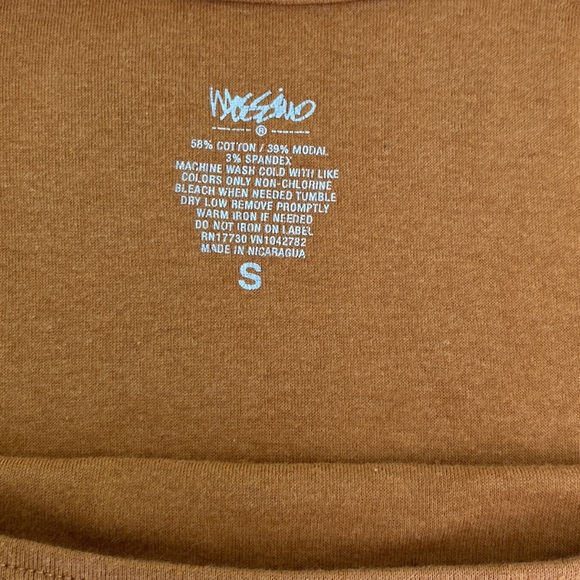 Mossimo
®
58% COTTON / 39% MODAL
3% SPANDEX
MACHINE WASH COLD WITH LIKE
COLORS ONLY NON-CHLORINE
BLEACH WHEN NEEDED TUMBLE
DRY LOW REMOVE PROMPTLY
WARM IRON IF NEEDED
DO NOT IRON ON LABEL
RN17730 VN1042782
MADE IN NICARAGUA
S